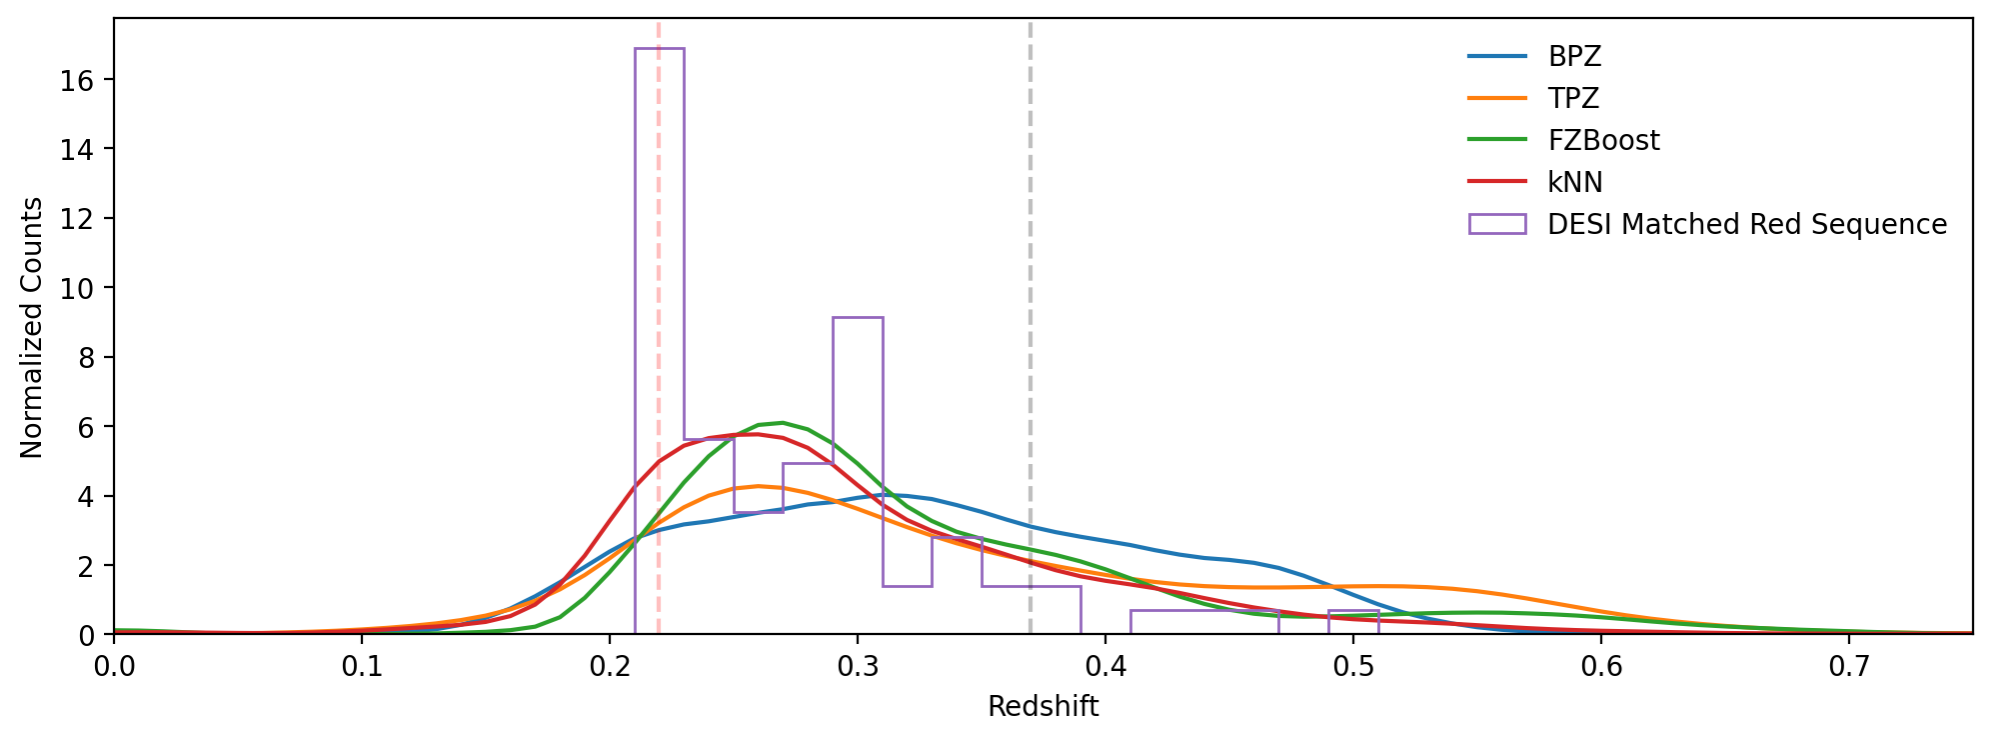 BPZ
TPZ
FZBoost
kNN
DESI Matched Red Sequence
Normalized Counts
16
14
12
10
8
6
4
2
0
0.0 0.1 0.2 0.3 0.4 0.5 0.6 0.7
Redshift